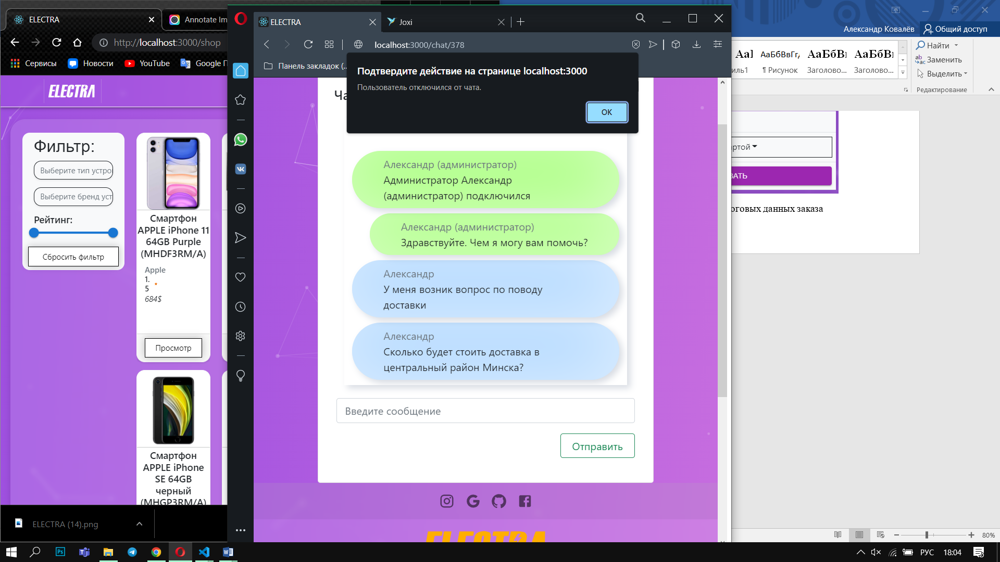 ELECTRA
Annotate Im
http://localhost:3000/shop
Сервисы
Новости
YouTube
Google П
ELECTRA
Фильтр:
Выберите тип устро
Выберите бренд уст
Рейтинг:
Сбросить фильтр
Смартфон
APPLE iPhone 11
64GB Purple
(MHDF3RM/A)
Apple
1.
5
684$
Просмотр
Смартфон
APPLE iPhone
SE 64GB
черный
(MHGP3RM/A)
ELECTRA (14).png
ELECTRA
Joxi
localhost:3000/chat/378
Панель закладок (...
Ча
Подтвердите действие на странице localhost:3000
Пользователь отключился от чата.
ОК
Александр (администратор)
Администратор Александр
(администратор) подключился
Александр (администратор)
Здравствуйте. Чем я могу вам помочь?
Александр
У меня возник вопрос по поводу
доставки
Александр
Сколько будет стоить доставка в
центральный район Минска?
Введите сообщение
Отправить
ELECTRA
Александр Ковалёв
Общий доступ
АаІ
АаБбВвГг,
АаБбВı
АаБбВı
иль1
¶ Рисунок
Заголово...
Заголово...
Найти
Заменить
Выделить
Редактирование
ртой
ВАТЬ
оговых данных заказа
80%
РУС
18:04